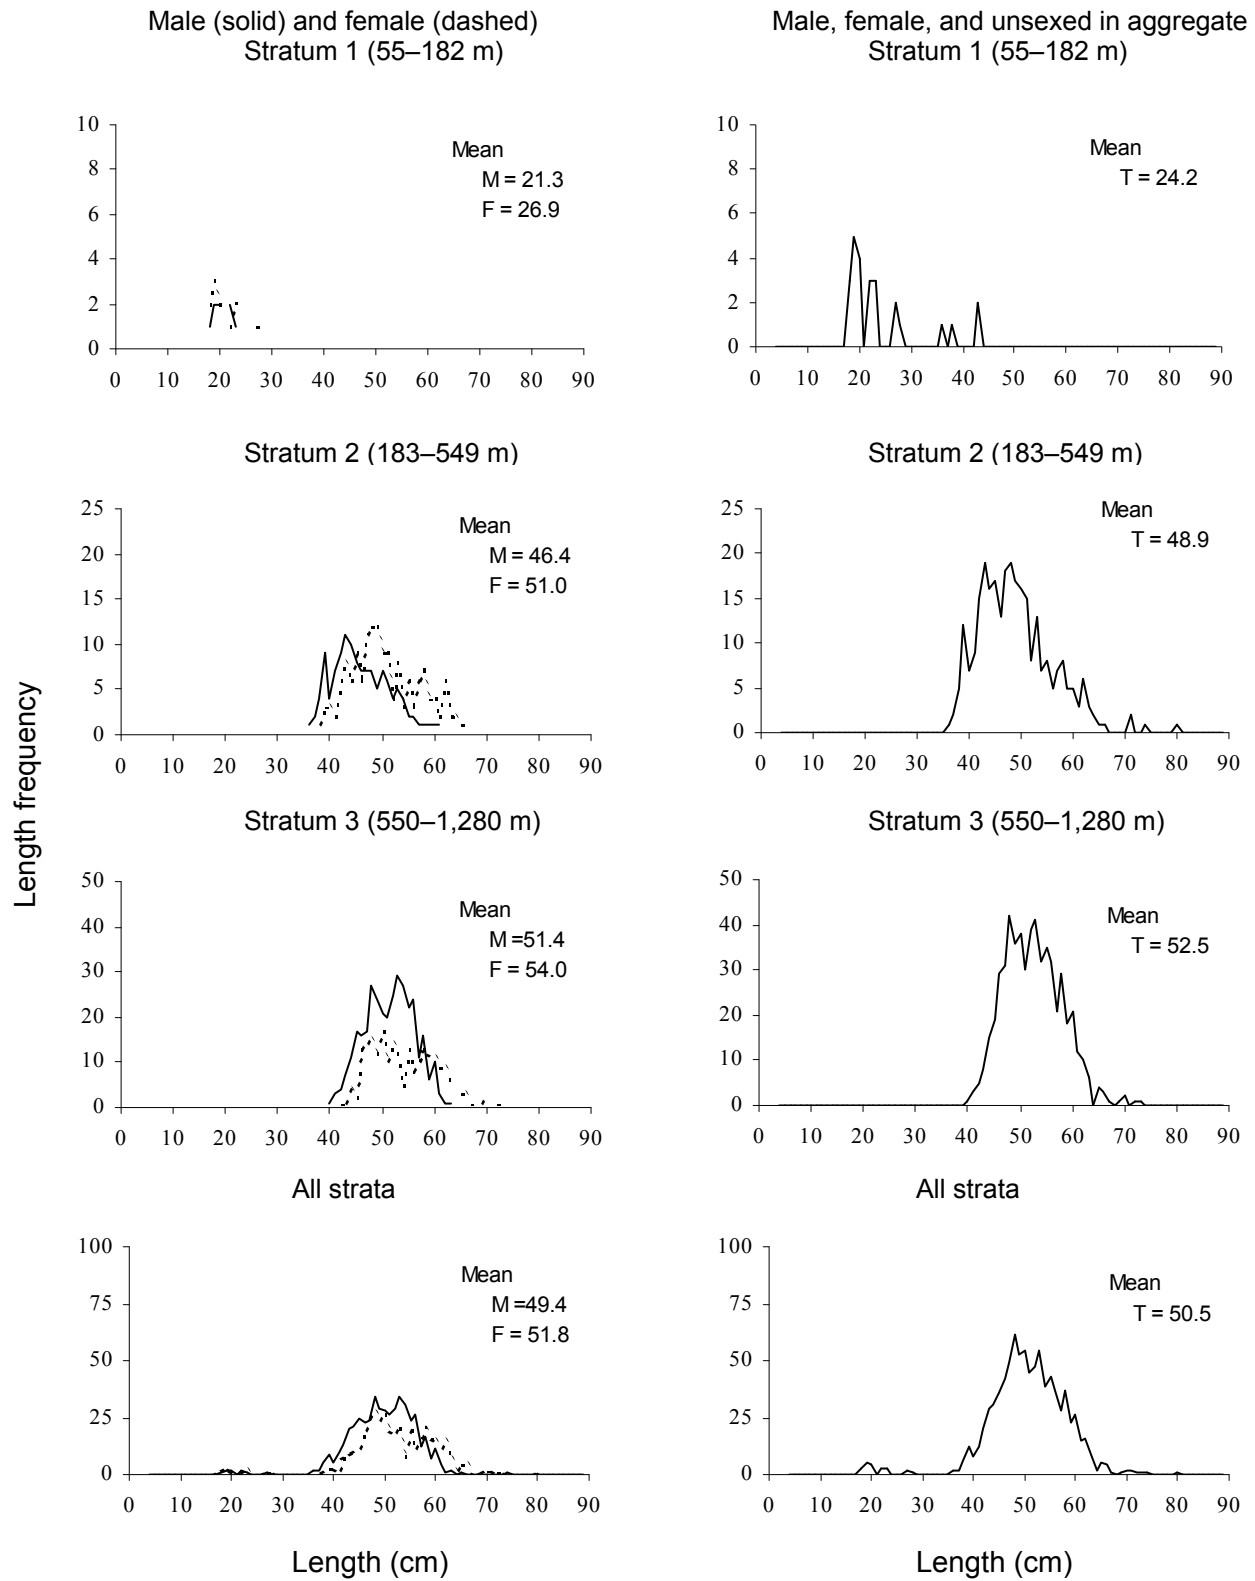 Male (solid) and female (dashed)
Stratum 1 (55–182 m)
10
8
6
4
2
0
0 10 20 30 40 50 60 70 80 90
Mean
M = 21.3
F = 26.9
Male, female, and unsexed in aggregate
Stratum 1 (55–182 m)
10
8
6
4
2
0
0 10 20 30 40 50 60 70 80 90
Mean
T = 24.2
Stratum 2 (183–549 m)
25
20
15
10
5
0
0 10 20 30 40 50 60 70 80 90
Mean
M = 46.4
F = 51.0
Stratum 2 (183–549 m)
25
20
15
10
5
0
0 10 20 30 40 50 60 70 80 90
Mean
T = 48.9
Length frequency
Stratum 3 (550–1,280 m)
50
40
30
20
10
0
0 10 20 30 40 50 60 70 80 90
Mean
M =51.4
F = 54.0
Stratum 3 (550–1,280 m)
50
40
30
20
10
0
0 10 20 30 40 50 60 70 80 90
Mean
T = 52.5
All strata
100
75
50
25
0
0 10 20 30 40 50 60 70 80 90
Mean
M =49.4
F = 51.8
Length (cm)
All strata
100
75
50
25
0
0 10 20 30 40 50 60 70 80 90
Mean
T = 50.5
Length (cm)